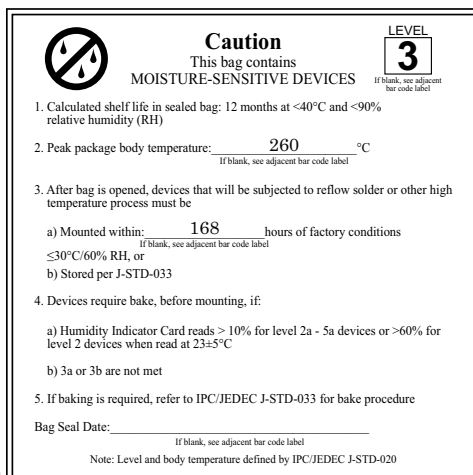 Caution
This bag contains
MOISTURE-SENSITIVE DEVICES
LEVEL
3
If blank, see adjacent
bar code label
1. Calculated shelf life in sealed bag: 12 months at <40°C and <90%
relative humidity (RH)
2. Peak package body temperature: 260 °C
If blank, see adjacent bar code label
3. After bag is opened, devices that will be subjected to reflow solder or other high
temperature process must be
a) Mounted within: 168 hours of factory conditions
If blank, see adjacent bar code label
≤30°C/60% RH, or
b) Stored per J-STD-033
4. Devices require bake, before mounting, if:
a) Humidity Indicator Card reads > 10% for level 2a - 5a devices or >60% for
level 2 devices when read at 23±5°C
b) 3a or 3b are not met
5. If baking is required, refer to IPC/JEDEC J-STD-033 for bake procedure
Bag Seal Date:
If blank, see adjacent bar code label
Note: Level and body temperature defined by IPC/JEDEC J-STD-020